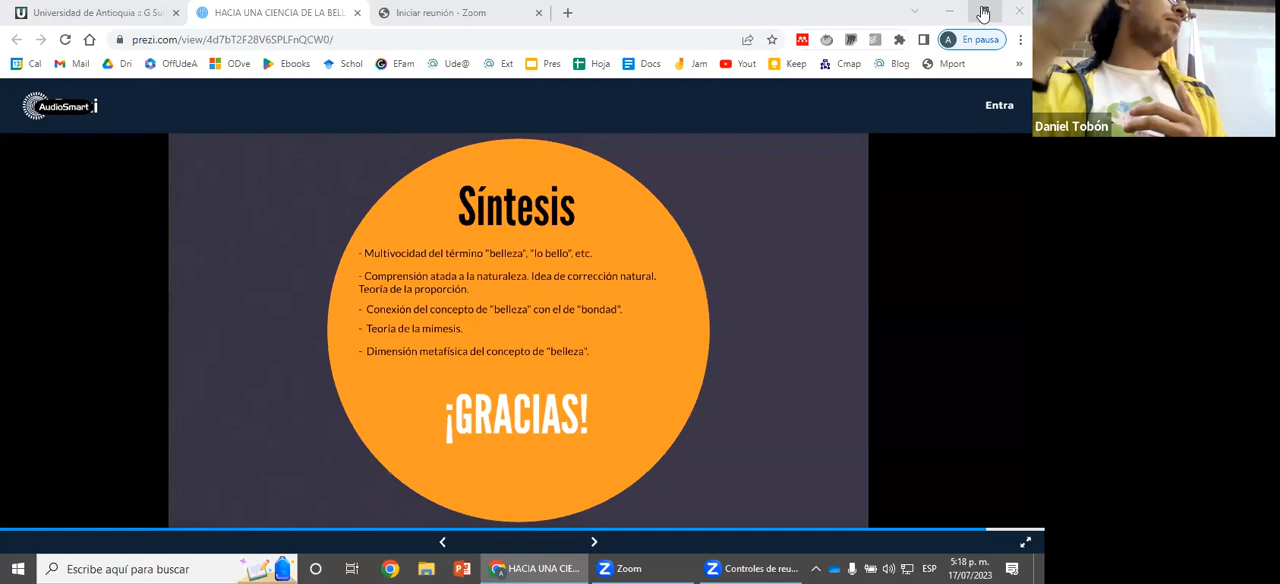 Universidad de Antioquia :: G Su
HACIA UNA CIENCIA DE LA BEL
Iniciar reunión - Zoom
prezi.com/view/4d7bT2F28V6SPLFnQCW0/
A En pausa
Cal Mail Dri OffUdeA ODve Ebooks Schol EFam Ude@ Ext Pres Hoja Docs Jam Yout Keep Cmap Blog Mport »
AudioSmart i
Entra
Daniel Tobón
Síntesis
- Multivocidad del término "belleza", "lo bello", etc.
- Comprensión atada a la naturaleza. Idea de corrección natural.
Teoría de la proporción.
- Conexión del concepto de "belleza" con el de "bondad".
- Teoría de la mímesis.
- Dimensión metafísica del concepto de "belleza".
¡GRACIAS!
Escribe aquí para buscar
HACIA UNA CIE...
Zoom
Controles de reu...
ESP
5:18 p. m.
17/07/2023